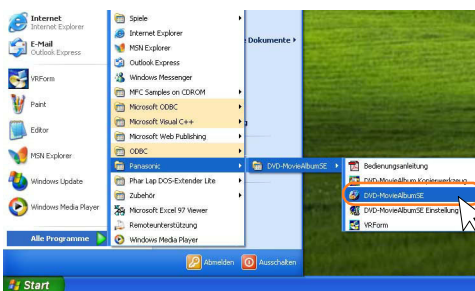 Internet
Internet Explorer
E-Mail
Outlook Express
VRForm
Paint
Editor
MSN Explorer
Windows Update
Windows Media Player
Alle Programme
Start
Spiele
Internet Explorer
MSN Explorer
Outlook Express
Windows Messenger
MFC Samples on CDROM
Microsoft ODBC
Microsoft Visual C++
Microsoft Web Publishing
ODBC
Panasonic
Phar Lap DOS-Extender Lite
Zubehör
Microsoft Excel 97 Viewer
Remoteunterstützung
Windows Media Player
Dokumente
Abmelden
Ausschalten
DVD-MovieAlbumSE
Bedienungsanleitung
DVD-MovieAlbum Kopierwerkzeug
DVD-MovieAlbumSE
DVD-MovieAlbumSE Einstellung
VRForm